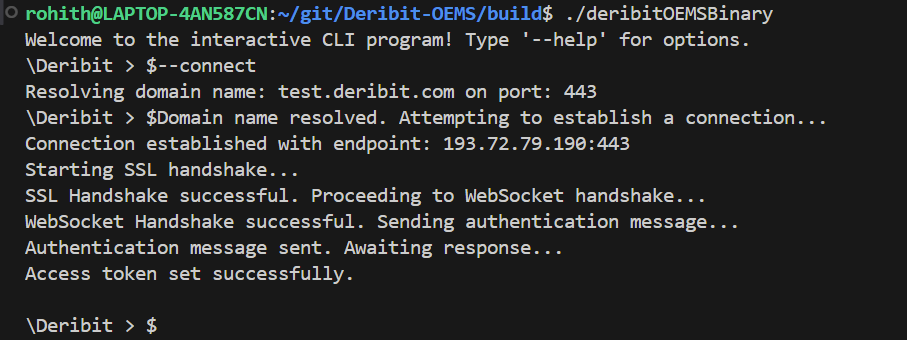 rohith@LAPTOP-4AN587CN:~/git/Deribit-OEMS/build$ ./deribitOEMSBinary
Welcome to the interactive CLI program! Type '--help' for options.
\Deribit > $--connect
Resolving domain name: test.deribit.com on port: 443
\Deribit > $Domain name resolved. Attempting to establish a connection...
Connection established with endpoint: 193.72.79.190:443
Starting SSL handshake...
SSL Handshake successful. Proceeding to WebSocket handshake...
WebSocket Handshake successful. Sending authentication message...
Authentication message sent. Awaiting response...
Access token set successfully.
\Deribit > $